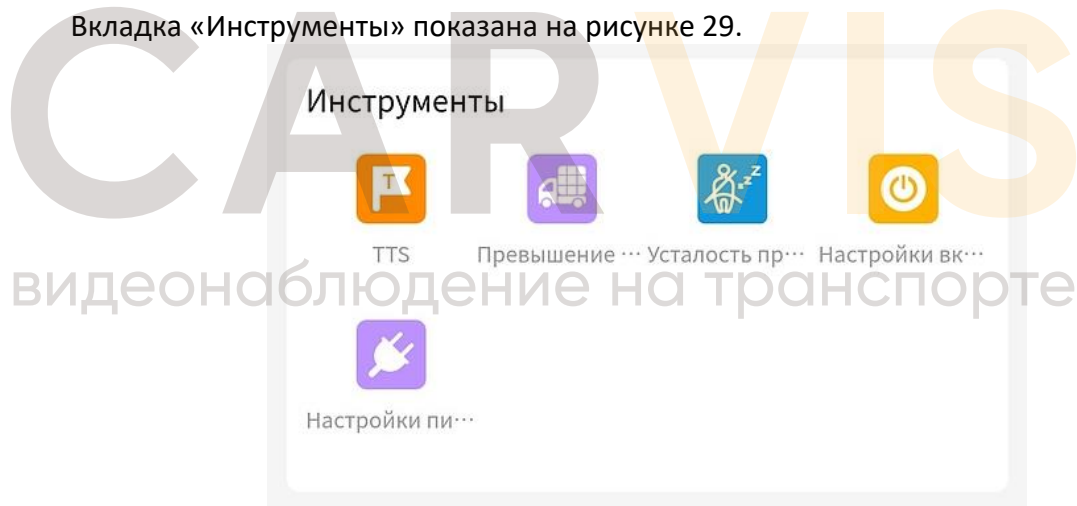 Вкладка «Инструменты» показана на рисунке 29.
CARVIS
Инструменты
T
zzZ
TTS
Превышение ···
Усталость пр···
Настройки вк···
видеонаблюдение на транспорте
Настройки пи···